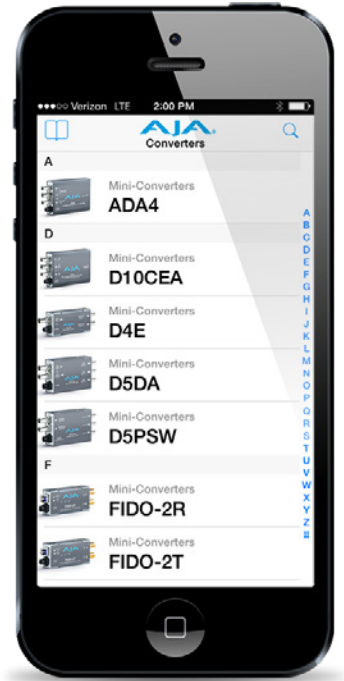 Verizon LTE 2:00 PM
AJA
Converters
A
Mini-Converters
ADA4
D
Mini-Converters
D10CEA
Mini-Converters
D4E
Mini-Converters
D5DA
Mini-Converters
D5PSW
F
Mini-Converters
FIDO-2R
Mini-Converters
FIDO-2T
A
B
C
D
E
F
G
H
I
J
K
L
M
N
O
P
Q
R
S
T
U
V
W
X
Y
Z
#